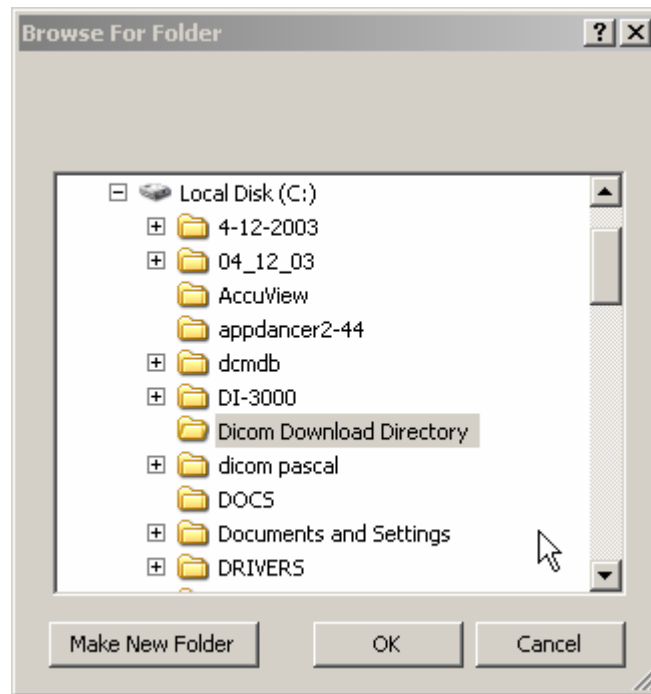 Browse For Folder
Local Disk (C:)
4-12-2003
04_12_03
AccuView
appdancer2-44
dcmdb
DI-3000
Dicom Download Directory
dicom pascal
DOCS
Documents and Settings
DRIVERS
Make New Folder OK Cancel